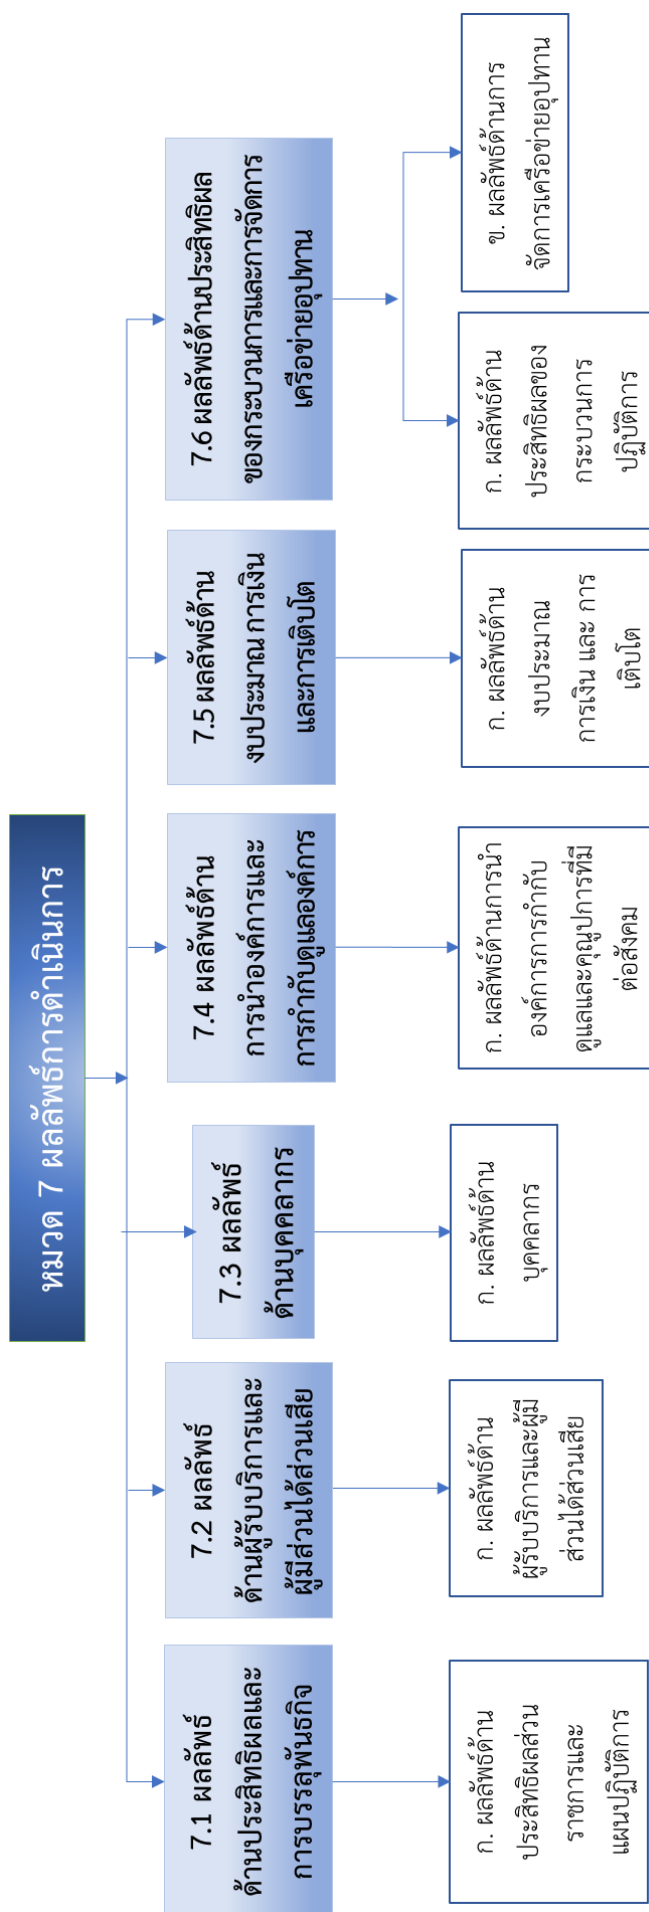 หมวด 7 ผลลัพธ์การดำเนินการ
7.1 ผลลัพธ์
ด้านประสิทธิผลและ
การบรรลุพันธกิจ
7.2 ผลลัพธ์
ด้านผู้รับบริการและ
ผู้มีส่วนได้ส่วนเสีย
7.3 ผลลัพธ์
ด้านบุคคลากร
7.4 ผลลัพธ์ด้าน
การนำองค์การและ
การกำกับดูแลองค์การ
7.5 ผลลัพธ์ด้าน
งบประมาณ การเงิน
และการเติบโต
7.6 ผลลัพธ์ด้านประสิทธิผล
ของกระบวนการและการจัดการ
เครือข่ายอุปทาน
ก. ผลลัพธ์ด้าน
ประสิทธิผลส่วน
ราชการและ
แผนปฏิบัติการ
ก. ผลลัพธ์ด้าน
ผู้รับบริการและผู้มี
ส่วนได้ส่วนเสีย
ก. ผลลัพธ์ด้าน
บุคคลากร
ก. ผลลัพธ์ด้านการนำ
องค์การการกำกับ
ดูแลและคุณูปการที่มี
ต่อสังคม
ก. ผลลัพธ์ด้าน
งบประมาณ
การเงิน และ การ
เติบโต
ก. ผลลัพธ์ด้าน
ประสิทธิผลของ
กระบวนการ
ปฏิบัติการ
ข. ผลลัพธ์ด้านการ
จัดการเครือข่ายอุปทาน